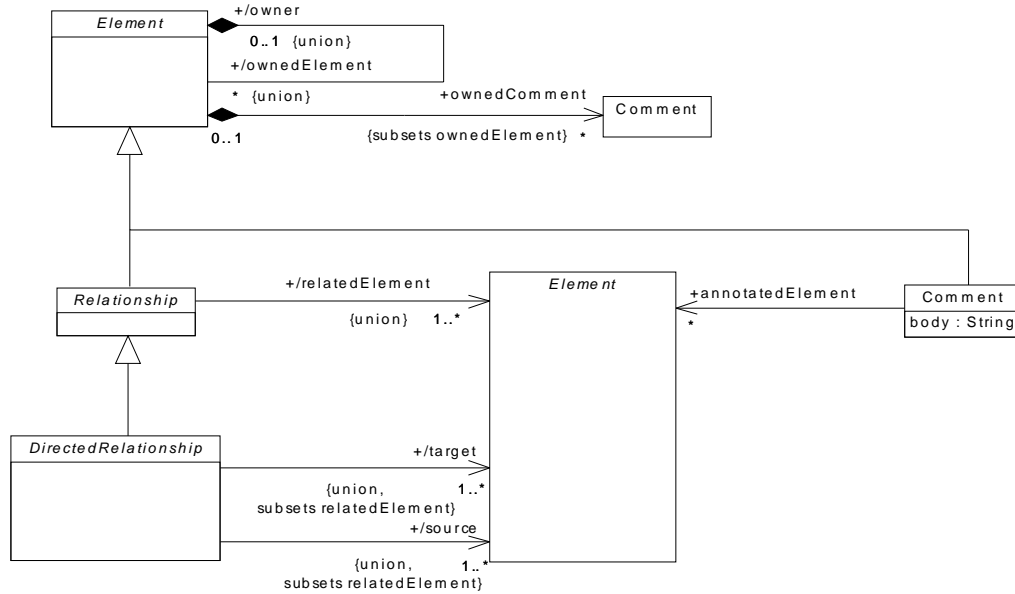 Element
+/owner
0..1 {union}
+/ownedElement
* {union}
+ownedComment
Comment
0..1
{subsets ownedElement} *
Relationship
+/relatedElement
{union} 1..*
Element
+annotatedElement
*
Comment
body : String
DirectedRelationship
+/target
{union, 1..*
subsets relatedElement}
+/source
{union, 1..*
subsets relatedElement}